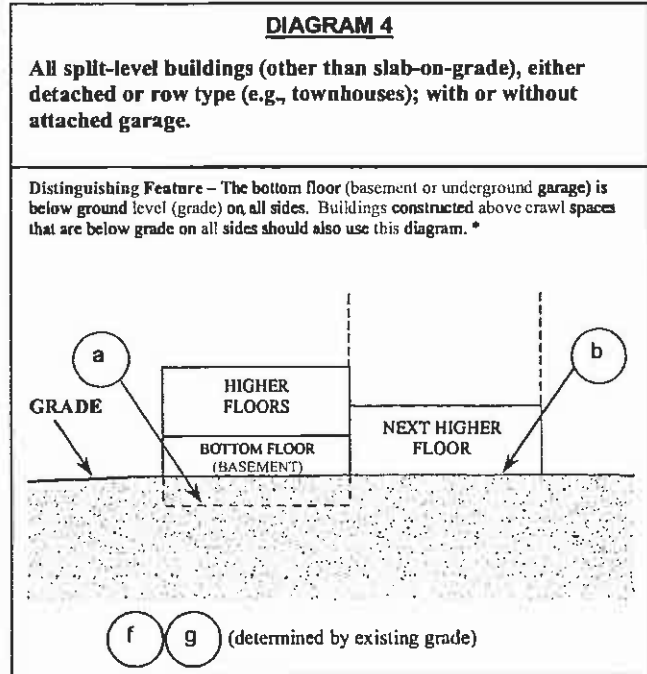 DIAGRAM 4
All split-level buildings (other than slab-on-grade), either
detached or row type (e.g., townhouses); with or without
attached garage.
Distinguishing Feature – The bottom floor (basement or underground garage) is
below ground level (grade) on all sides. Buildings constructed above crawl spaces
that are below grade on all sides should also use this diagram. *
a
b
HIGHER
FLOORS
GRADE
NEXT HIGHER
FLOOR
BOTTOM FLOOR
(BASEMENT)
f g (determined by existing grade)